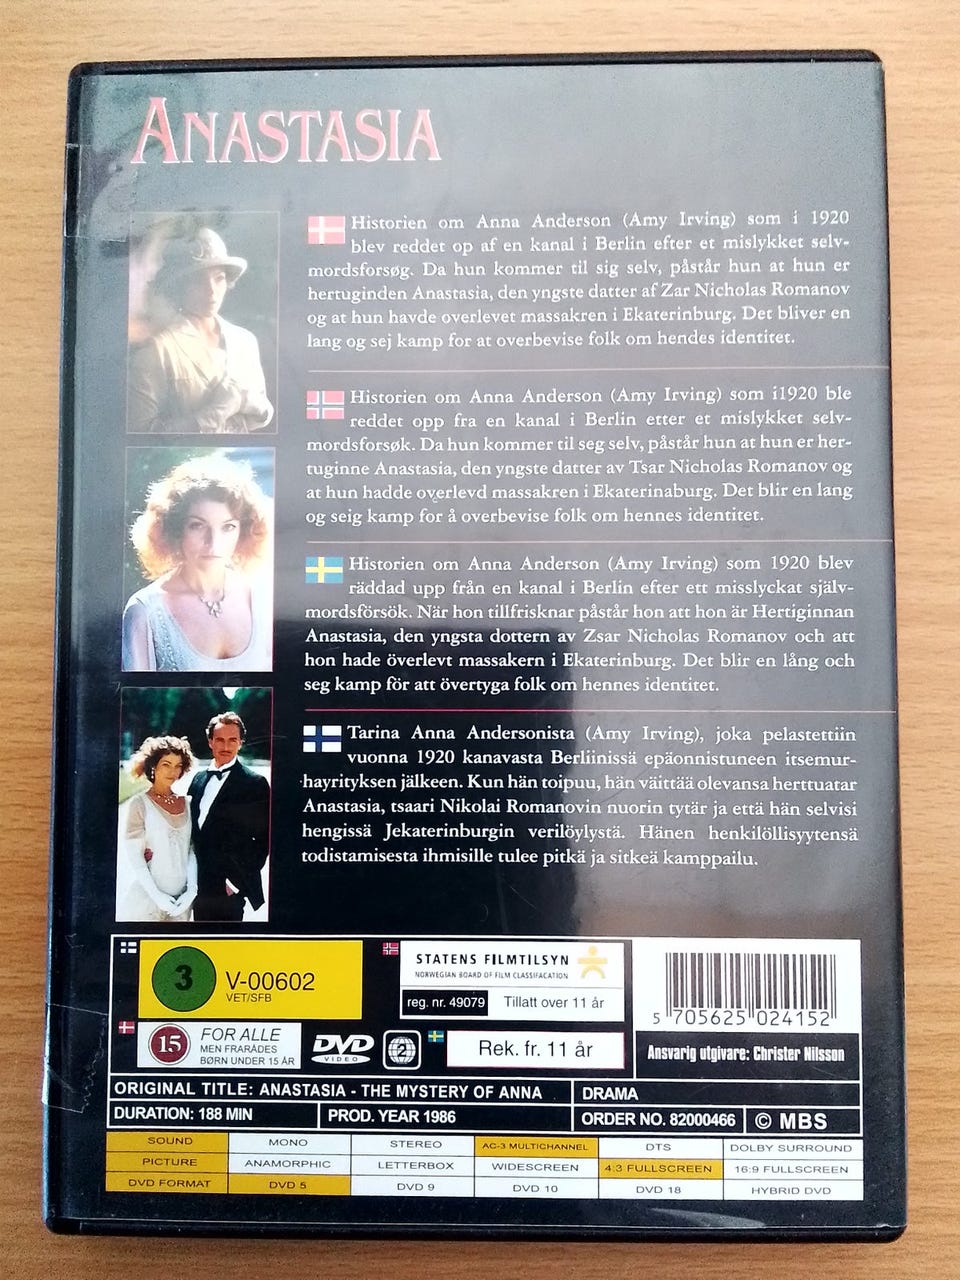 ANASTASIA
Historien om Anna Anderson (Amy Irving) som i 1920
blev reddet op af en kanal i Berlin efter et mislykket selv-
mordsforsøg. Da hun kommer til sig selv, påstår hun at hun er
hertuginden Anastasia, den yngste datter af Zar Nicholas Romanov
og at hun havde overlevet massakren i Ekaterinburg. Det bliver en
lang og sej kamp for at overbevise folk om hendes identitet.
Historien om Anna Anderson (Amy Irving) som i1920 ble
reddet opp fra en kanal i Berlin etter et mislykket selv-
mordsforsøk. Da hun kommer til seg selv, påstår hun at hun er her-
tuginne Anastasia, den yngste datter av Tsar Nicholas Romanov og
at hun hadde overlevd massakren i Ekaterinaburg. Det blir en lang
og seig kamp for å overbevise folk om hennes identitet.
Historien om Anna Anderson (Amy Irving) som 1920 blev
räddad upp från en kanal i Berlin efter ett misslyckat själv-
mordsförsök. När hon tillfrisknar påstår hon att hon är Hertiginnan
Anastasia, den yngsta dottern av Zsar Nicholas Romanov och att
hon hade överlevt massakern i Ekaterinburg. Det blir en lång och
seg kamp för att övertyga folk om hennes identitet.
Tarina Anna Andersonista (Amy Irving), joka pelastettiin
vuonna 1920 kanavasta Berliinissä epäonnistuneen itsemur-
hayrityksen jälkeen. Kun hän toipuu, hän väittää olevansa herttuatar
Anastasia, tsaari Nikolai Romanovin nuorin tytär ja että hän selvisi
hengissä Jekaterinburgin verilöylystä. Hänen henkilöllisyytensä
todistamisesta ihmisille tulee pitkä ja sitkeä kamppailu.
3 V-00602
VET/SFB
STATENS FILMTILSYN
NORWEGIAN BOARD OF FILM CLASSIFACATION
reg. nr. 49079 Tillatt over 11 år
5 705625 024152
15 FOR ALLE
MEN FRARÅDES
BØRN UNDER 15 ÅR
DVD
VIDEO
2
Rek. fr. 11 år
Ansvarig utgivare: Christer Nilsson
ORIGINAL TITLE: ANASTASIA - THE MYSTERY OF ANNA DRAMA
DURATION: 188 MIN PROD. YEAR 1986 ORDER NO. 82000466 © MBS
SOUND MONO STEREO AC-3 MULTICHANNEL DTS DOLBY SURROUND
PICTURE ANAMORPHIC LETTERBOX WIDESCREEN 4:3 FULLSCREEN 16:9 FULLSCREEN
DVD FORMAT DVD 5 DVD 9 DVD 10 DVD 18 HYBRID DVD